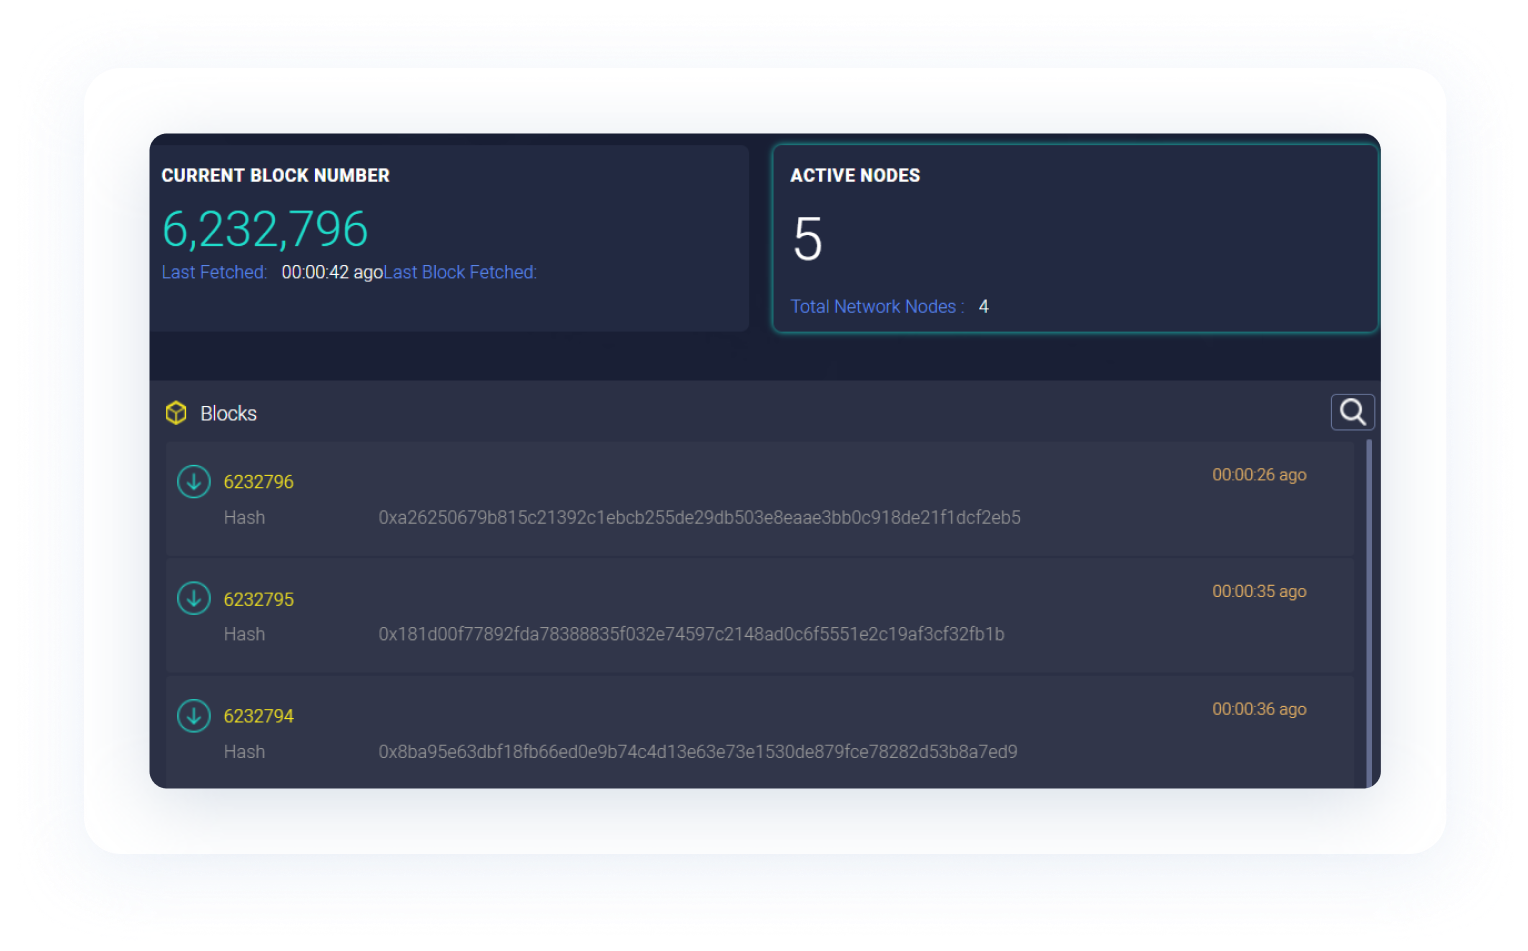 CURRENT BLOCK NUMBER
6,232,796
Last Fetched: 00:00:42 agoLast Block Fetched:
ACTIVE NODES
5
Total Network Nodes : 4
Blocks
6232796
00:00:26 ago
Hash 0xa26250679b815c21392c1ebcb255de29db503e8eaae3bb0c918de21f1dcf2eb5
6232795
00:00:35 ago
Hash 0x181d00f77892fda78388835f032e74597c2148ad0c6f5551e2c19af3cf32fb1b
6232794
00:00:36 ago
Hash 0x8ba95e63dbf18fb66ed0e9b74c4d13e63e73e1530de879fce78282d53b8a7ed9